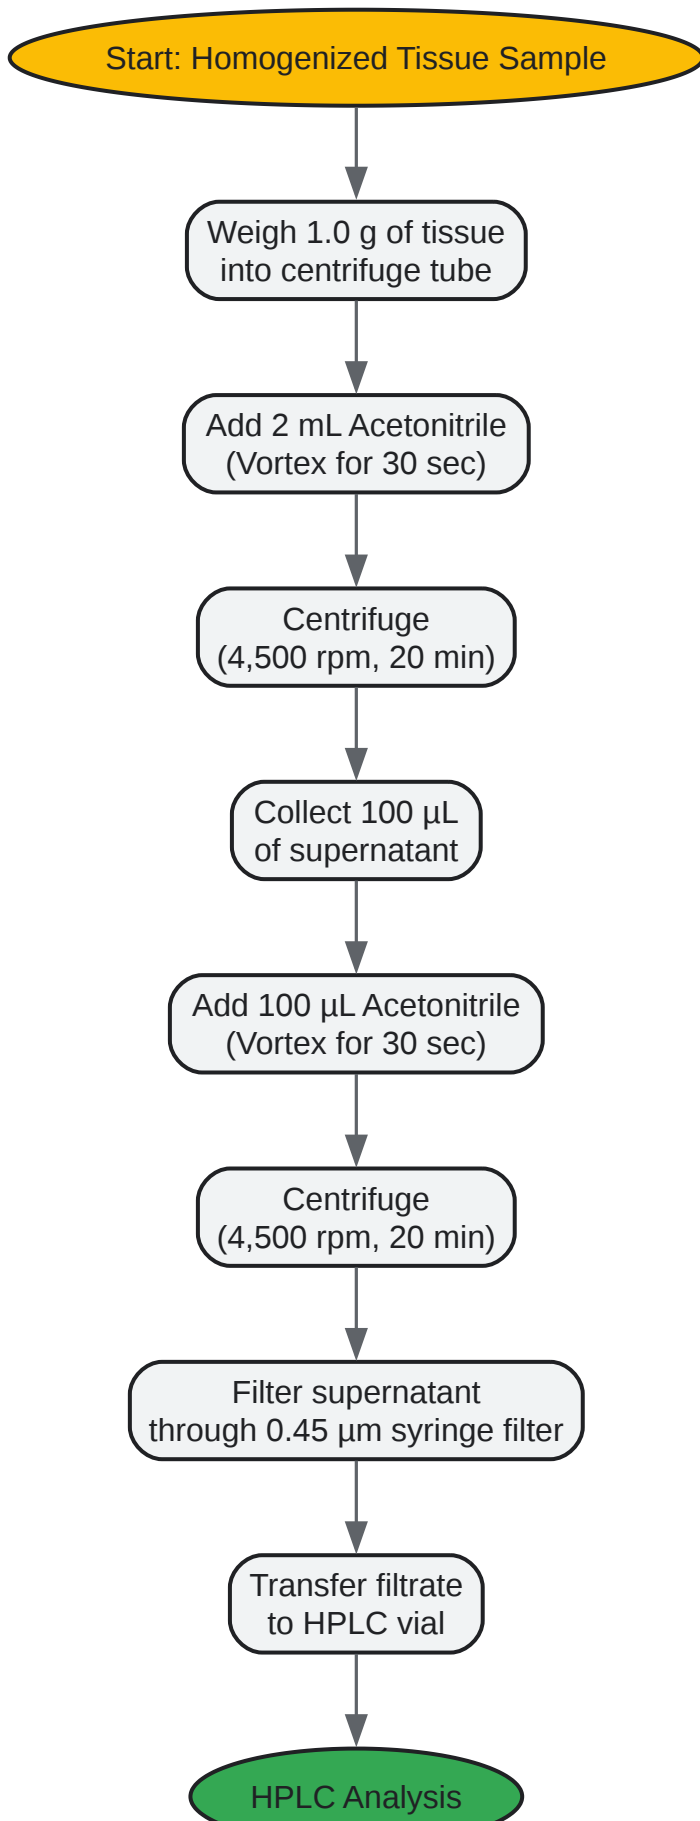 Start: Homogenized Tissue Sample
Weigh 1.0 g of tissue
into centrifuge tube
Add 2 mL Acetonitrile
(Vortex for 30 sec)
Centrifuge
(4,500 rpm, 20 min)
Collect 100 µL
of supernatant
Add 100 µL Acetonitrile
(Vortex for 30 sec)
Centrifuge
(4,500 rpm, 20 min)
Filter supernatant
through 0.45 µm syringe filter
Transfer filtrate
to HPLC vial
HPLC Analysis